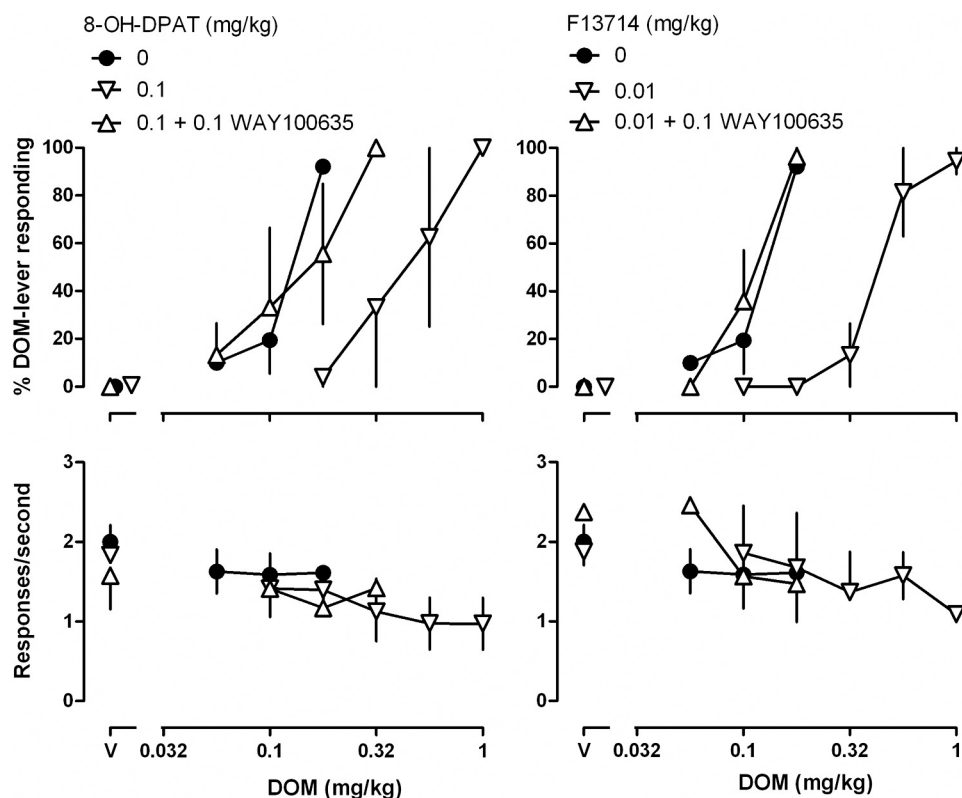 8-OH-DPAT (mg/kg)
0
0.1
0.1 + 0.1 WAY100635
F13714 (mg/kg)
0
0.01
0.01 + 0.1 WAY100635
% DOM-lever responding
100
80
60
40
20
0
100
80
60
40
20
0
Responses/second
3
2
1
0
3
2
1
0
V 0.032 0.1 0.32 1
DOM (mg/kg)
V 0.032 0.1 0.32 1
DOM (mg/kg)